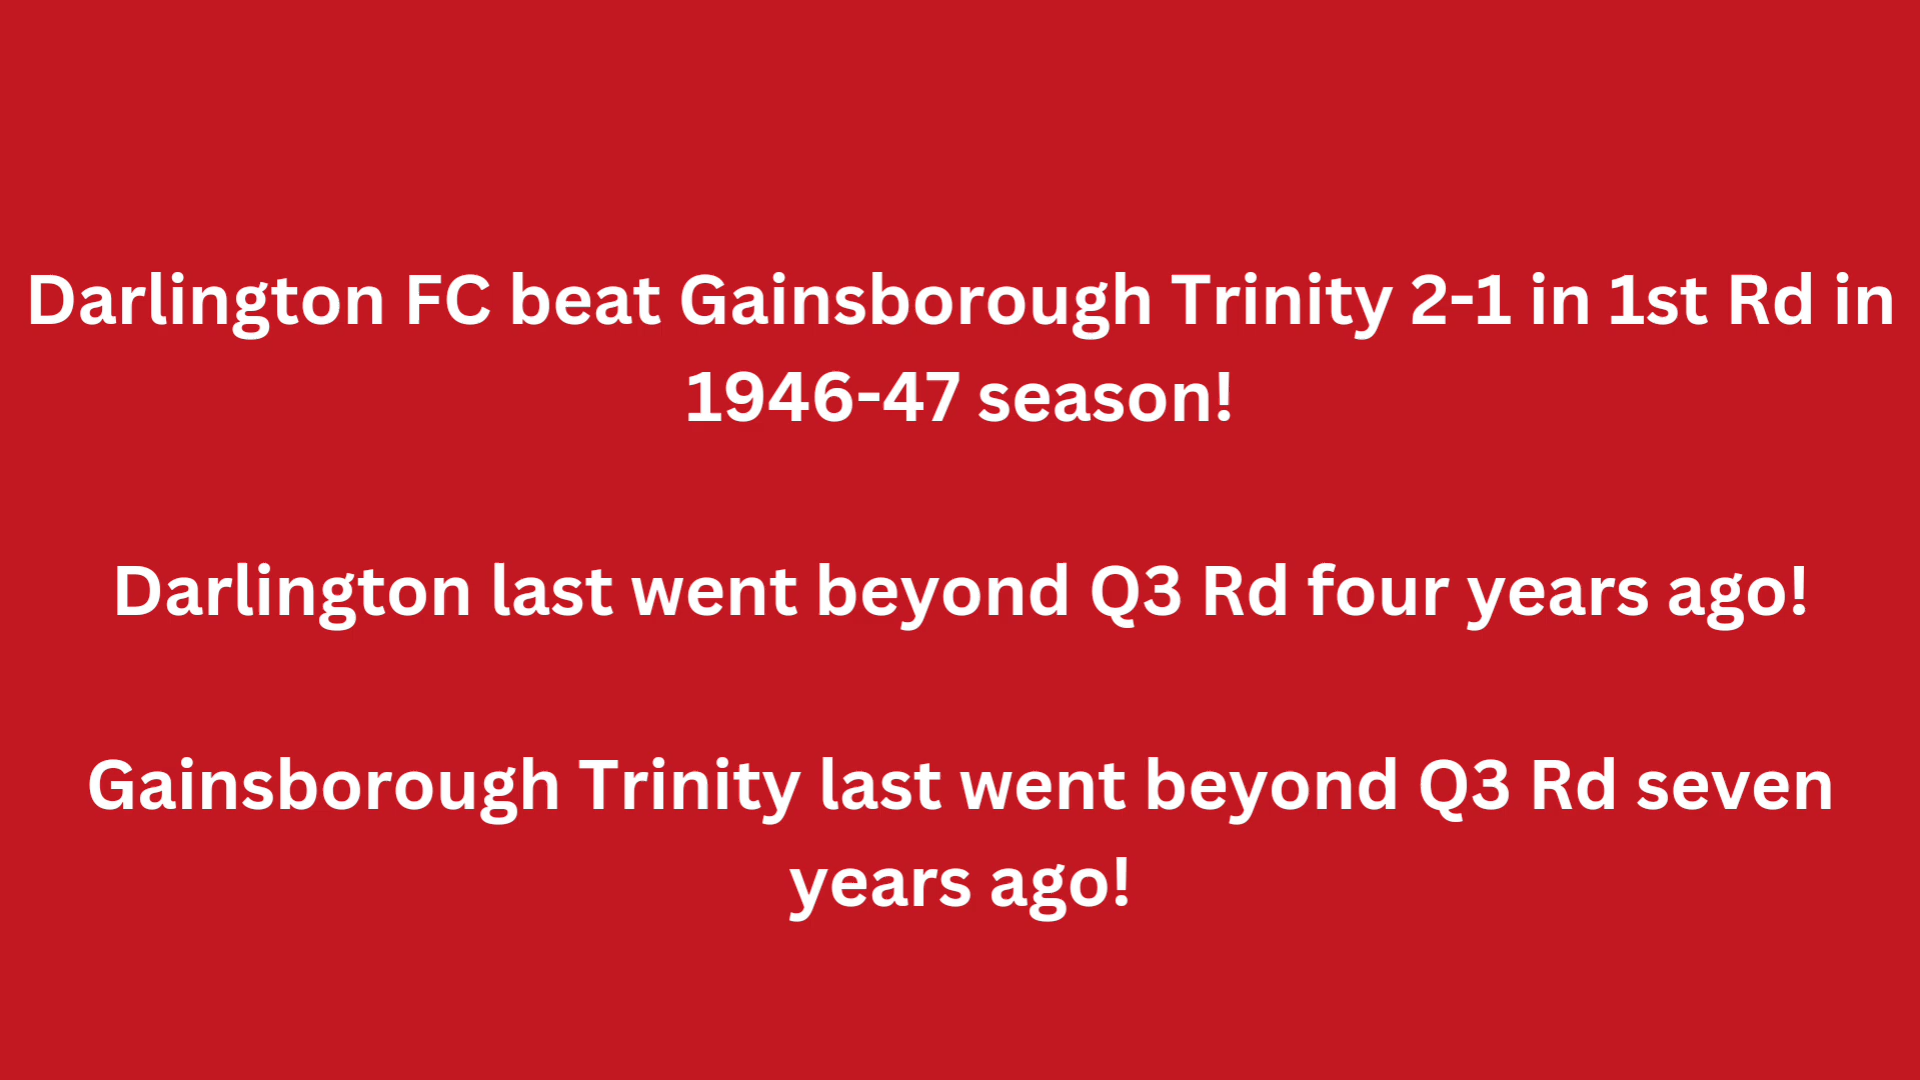 Darlington FC beat Gainsborough Trinity 2-1 in 1st Rd in
1946-47 season!
Darlington last went beyond Q3 Rd four years ago!
Gainsborough Trinity last went beyond Q3 Rd seven
years ago!